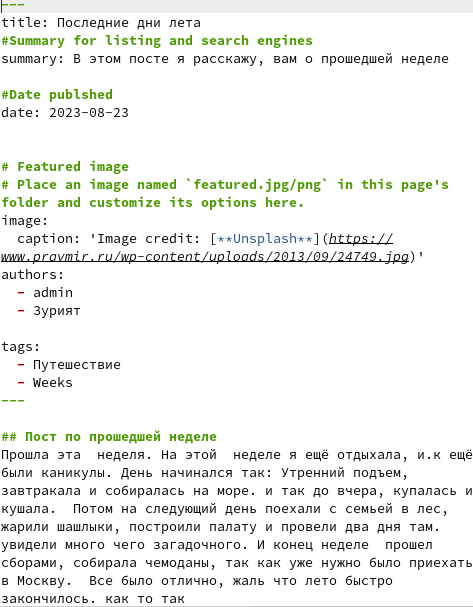 ---
title: Последние дни лета
#Summary for listing and search engines
summary: В этом посте я расскажу, вам о прошедшей неделе
#Date publshed
date: 2023-08-23
# Featured image
# Place an image named `featured.jpg/png` in this page's
folder and customize its options here.
image:
  caption: 'Image credit: [**Unsplash**](https://
www.pravmir.ru/wp-content/uploads/2013/09/24749.jpg)'
authors:
  - admin
  - Зурият
tags:
  - Путешествие
  - Weeks
---
## Пост по прошедшей неделе
Прошла эта  неделя. На этой  неделе я ещё отдыхала, и.к ещё
были каникулы. День начинался так: Утренний подъем,
завтракала и собиралась на море. и так до вчера, купалась и
кушала.  Потом на следующий день поехали с семьей в лес,
жарили шашлыки, построили палату и провели два дня там.
увидели много чего загадочного. И конец неделе  прошел
сборами, собирала чемоданы, так как уже нужно было приехать
в Москву.  Все было отлично, жаль что лето быстро
закончилось. как то так